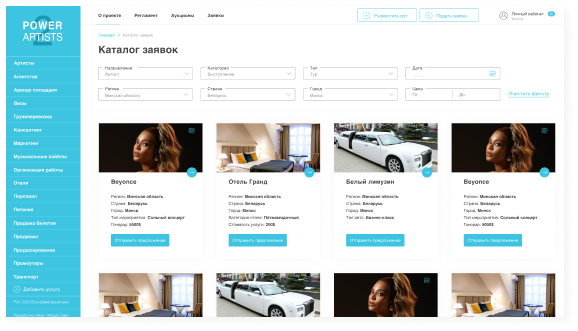 POWER
ARTISTS
Артисты
Агентства
Аренда площадки
Визы
Грузоперевозки
Консалтинг
Маркетинг
Музыкальные лейблы
Организация работы
Отели
Персонал
Питание
Продажа билетов
Продакшн
Продюсирование
Промоутеры
Транспорт
Добавить услугу
О проекте Регламент Аукционы Заявки
Разместить лот Подать заявку Личный кабинет
Главная > Каталог заявок
Каталог заявок
Направление Категория Тип Дата
Артист Выступление Тур
Регион Страна Город Цена
Минская область Беларусь Минск От До Очистить фильтр
Beyonce
Регион: Минская область
Страна: Беларусь
Город: Минск
Тип мероприятия: Сольный концерт
Гонорар: 5000$
Отправить предложение
Отель Гранд
Регион: Минская область
Страна: Беларусь
Город: Минск
Категория отеля: Пятизвездочный
Стоимость услуги: 200$
Отправить предложение
Белый лимузин
Регион: Минская область
Страна: Беларусь
Город: Минск
Тип авто: Бизнес-класс
Отправить предложение
Beyonce
Регион: Минская область
Страна: Беларусь
Город: Минск
Тип мероприятия: Сольный концерт
Гонорар: 5000$
Отправить предложение